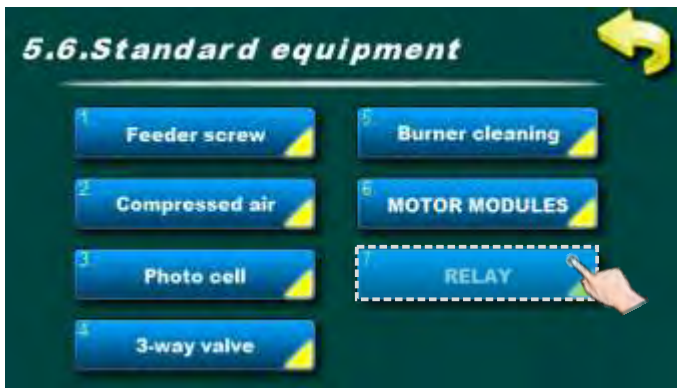 5.6.Standard equipment
1
Feeder screw
2
Compressed air
3
Photo cell
4
3-way valve
5
Burner cleaning
6
MOTOR MODULES
7
RELAY